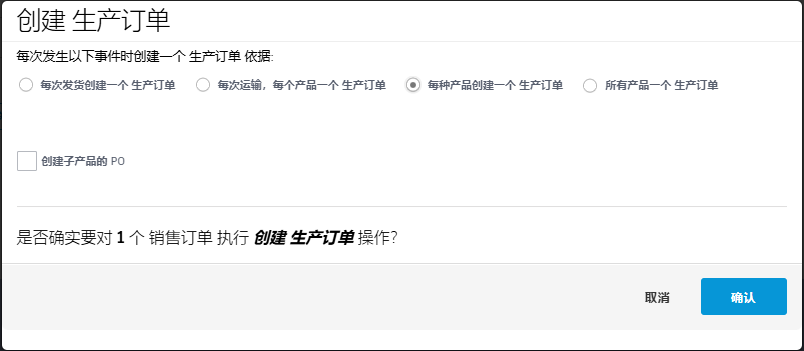 创建 生产订单
每次发生以下事件时创建一个 生产订单 依据:
每次发货创建一个 生产订单 每次运输，每个产品一个 生产订单 每种产品创建一个 生产订单 所有产品一个 生产订单
创建子产品的 PO
是否确实要对 1 个 销售订单 执行 创建 生产订单 操作？
取消 确认